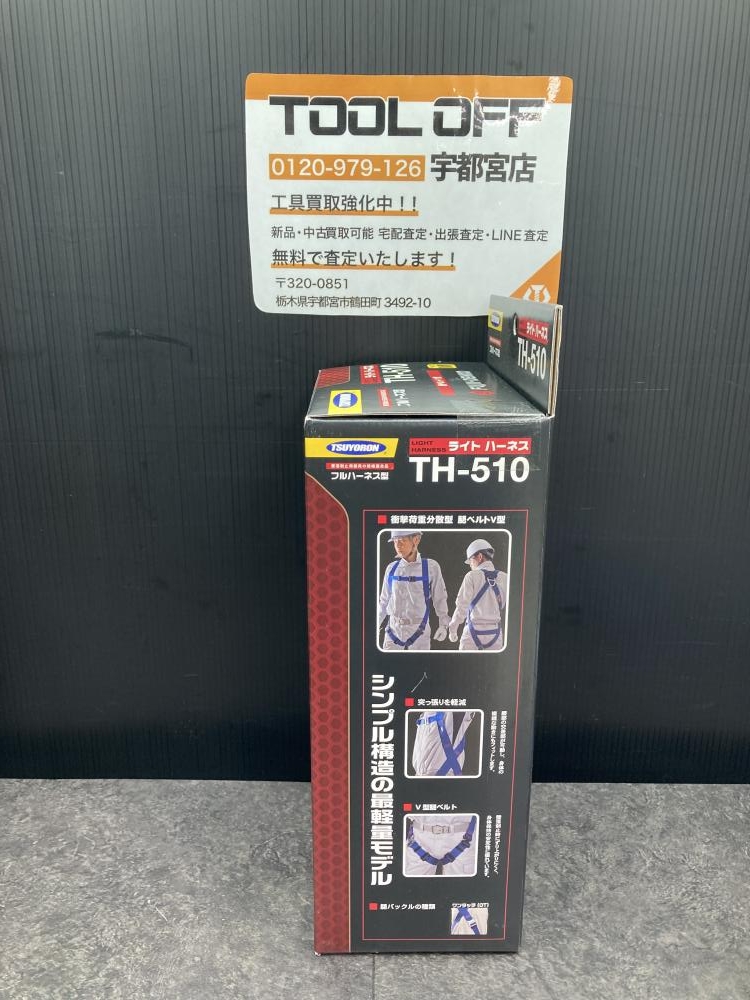 TOOL OFF
0120-979-126 宇都宮店
工具買取強化中!!
新品・中古買取可能 宅配査定・出張査定・LINE査定
無料で査定いたします!
〒320-0851
栃木県宇都宮市鶴田町 3492-10
ライト ハーネス
TH-510
TSUYORON
フルハーネス型
LIGHT
HARNESS
ライト ハーネス
TH-510
衝撃荷重分散型 腿ベルトV型
シンプル構造の最軽量モデル
突っ張りを軽減
V型腿ベルト
腿バックルの種類
ワンタッチ(OT)